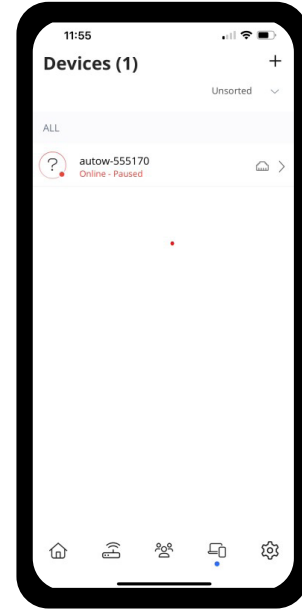 11:55
Devices (1)
+
Unsorted
ALL
?
autow-555170
Online - Paused